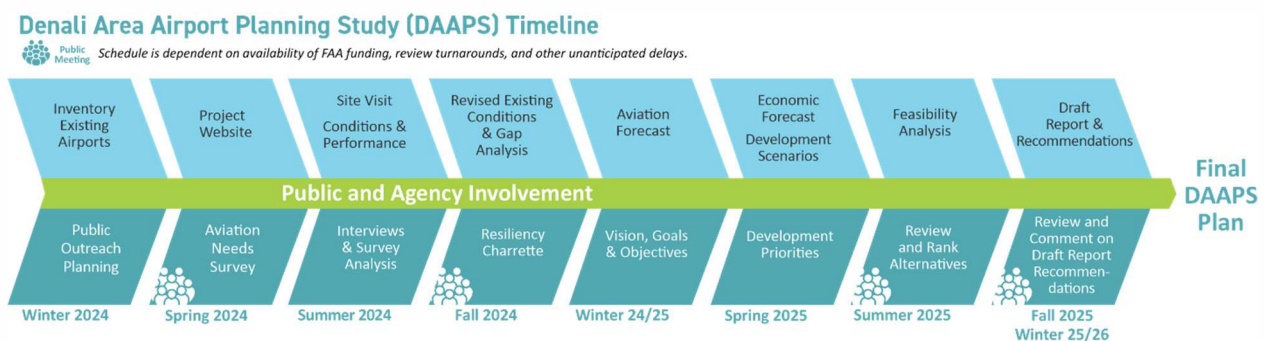 Denali Area Airport Planning Study (DAAPS) Timeline
Public
Meeting
Schedule is dependent on availability of FAA funding, review turnarounds, and other unanticipated delays.
Inventory
Existing
Airports
Project
Website
Site Visit
Conditions &
Performance
Revised Existing
Conditions
& Gap
Analysis
Aviation
Forecast
Economic
Forecast
Development
Scenarios
Feasibility
Analysis
Draft
Report &
Recommendations
Public and Agency Involvement
Final
DAAPS
Plan
Public
Outreach
Planning
Aviation
Needs
Survey
Interviews
& Survey
Analysis
Resiliency
Charrette
Vision, Goals
& Objectives
Development
Priorities
Review
and Rank
Alternatives
Review and
Comment on
Draft Report
Recommen-
dations
Winter 2024
Spring 2024
Summer 2024
Fall 2024
Winter 24/25
Spring 2025
Summer 2025
Fall 2025
Winter 25/26